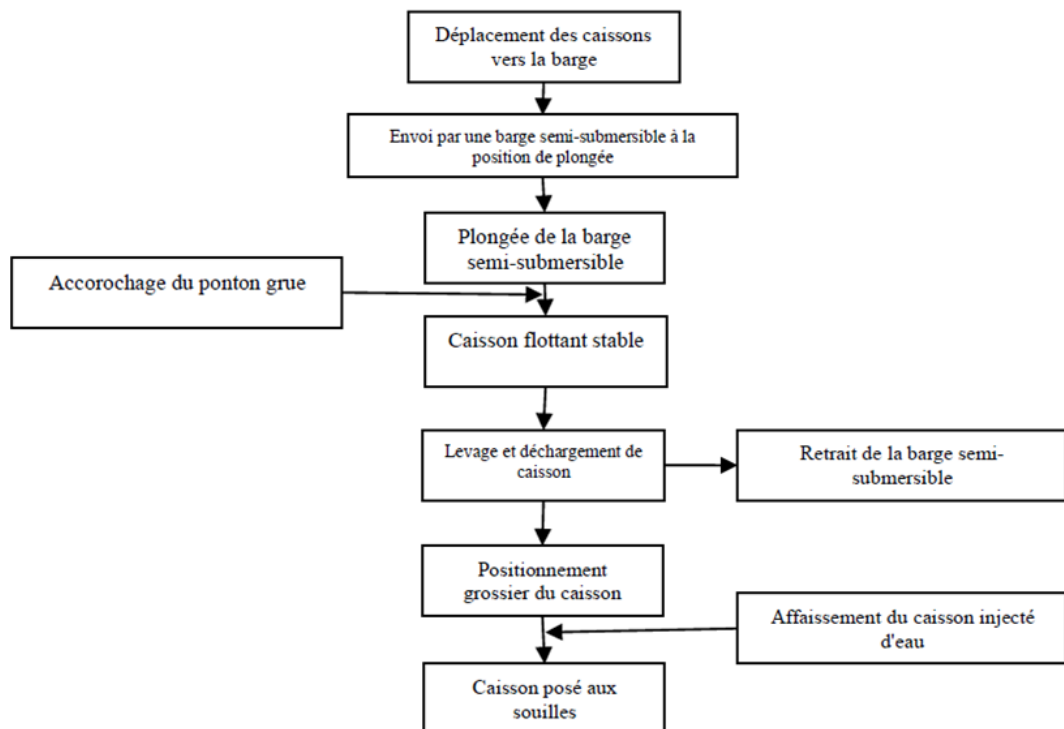 Déplacement des caissons
vers la barge
Envoi par une barge semi-submersible à la
position de plongée
Plongée de la barge
semi-submersible
Accorochage du ponton grue
Caisson flottant stable
Levage et déchargement de
caisson
Retrait de la barge semi-
submersible
Positionnement
grossier du caisson
Affaissement du caisson injecté
d'eau
Caisson posé aux
souilles